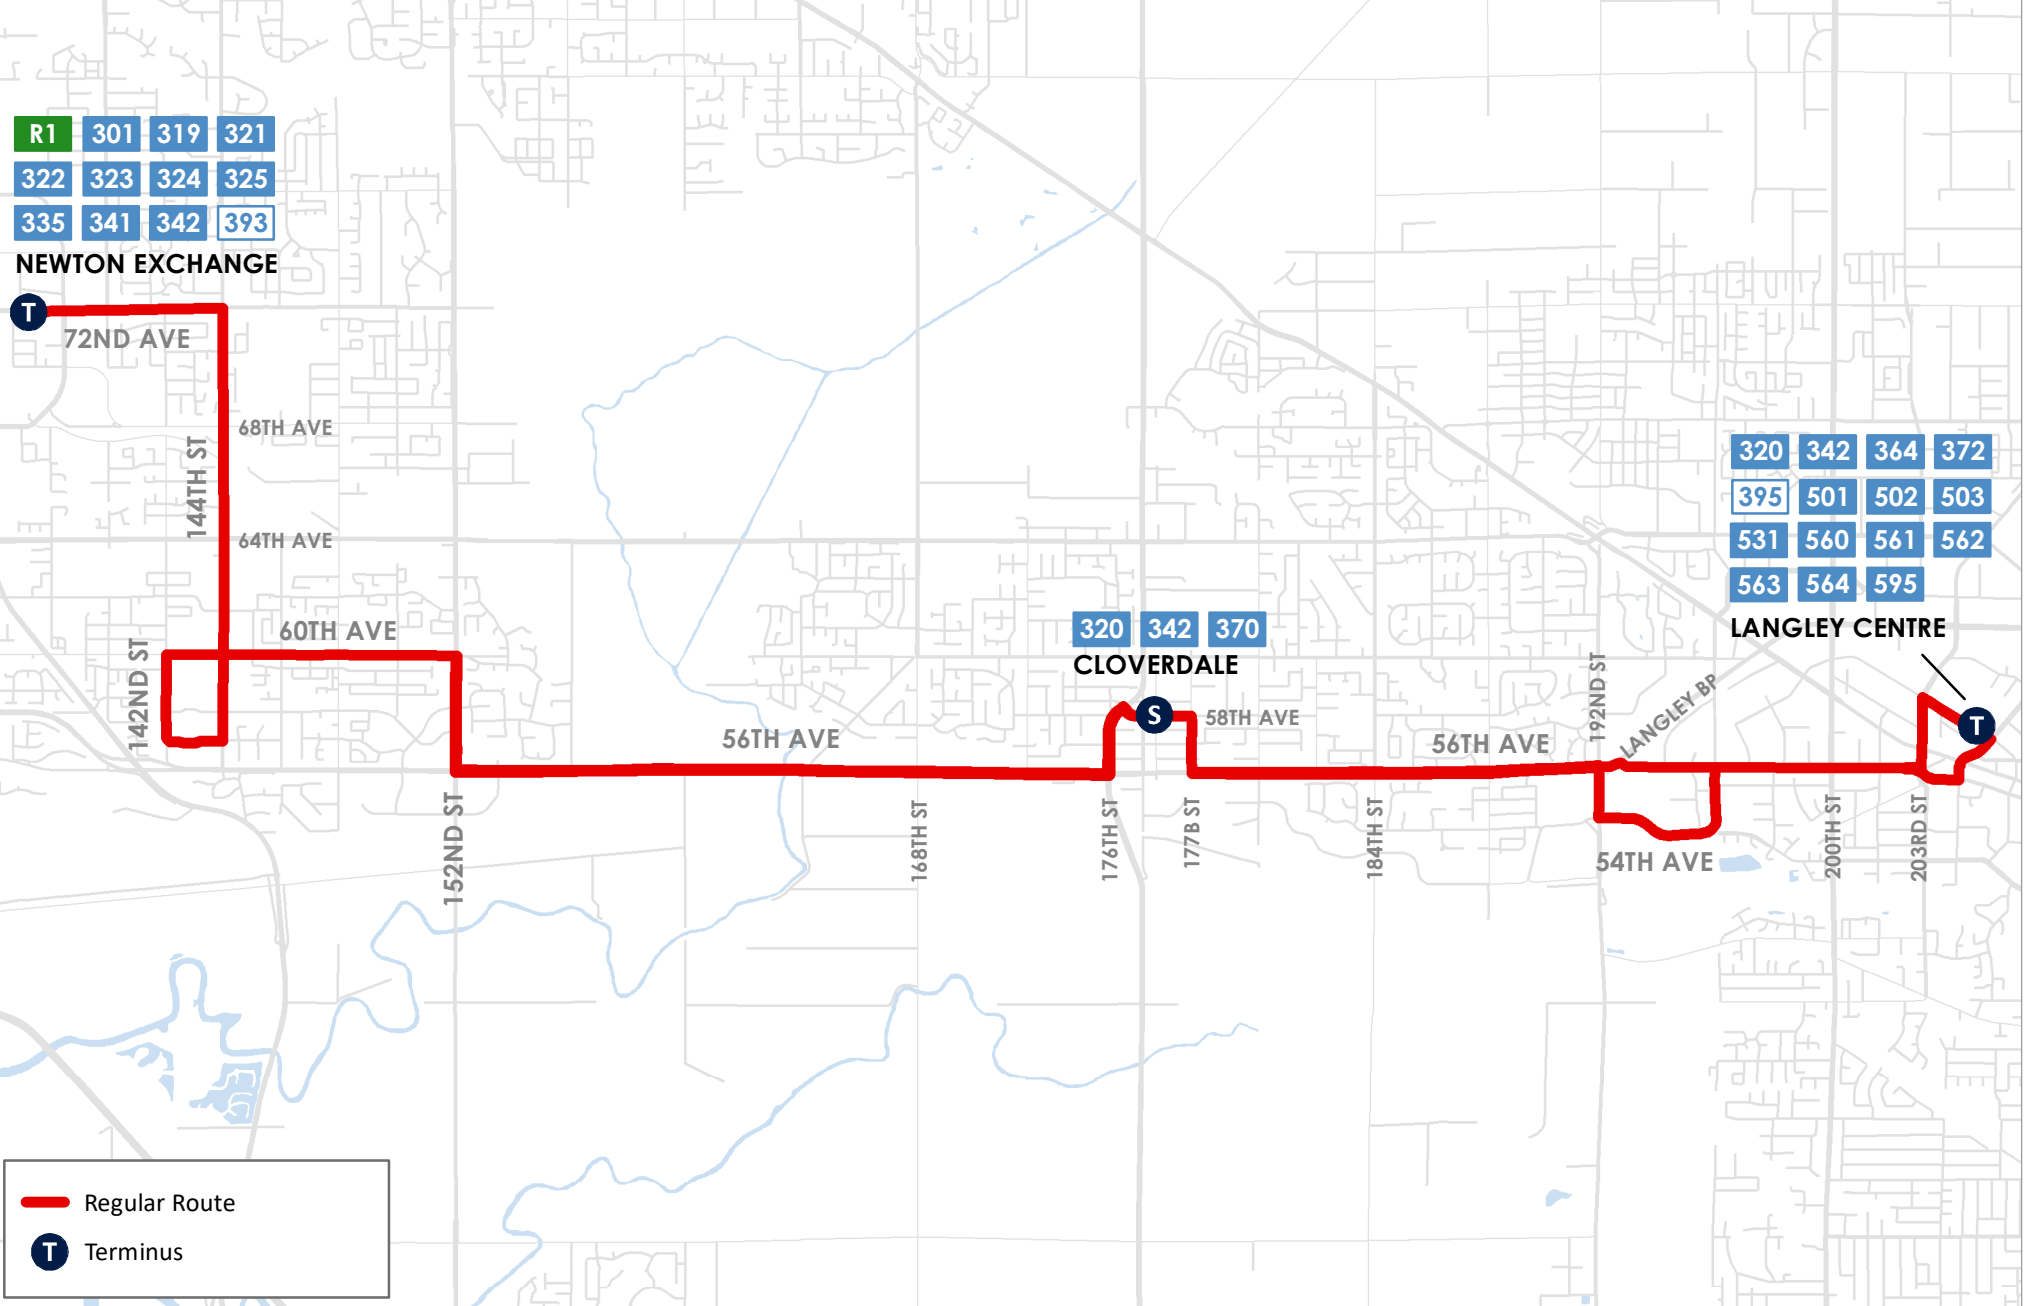 R1 301 319 321
322 323 324 325
335 341 342 393
NEWTON EXCHANGE
T
72ND AVE
68TH AVE
144TH ST
64TH AVE
60TH AVE
142ND ST
152ND ST
56TH AVE
168TH ST
320 342 370
CLOVERDALE
S
58TH AVE
176TH ST
177B ST
184TH ST
56TH AVE
192ND ST
LANGLEY BP
54TH AVE
200TH ST
203RD ST
320 342 364 372
395 501 502 503
531 560 561 562
563 564 595
LANGLEY CENTRE
T
Regular Route
T Terminus